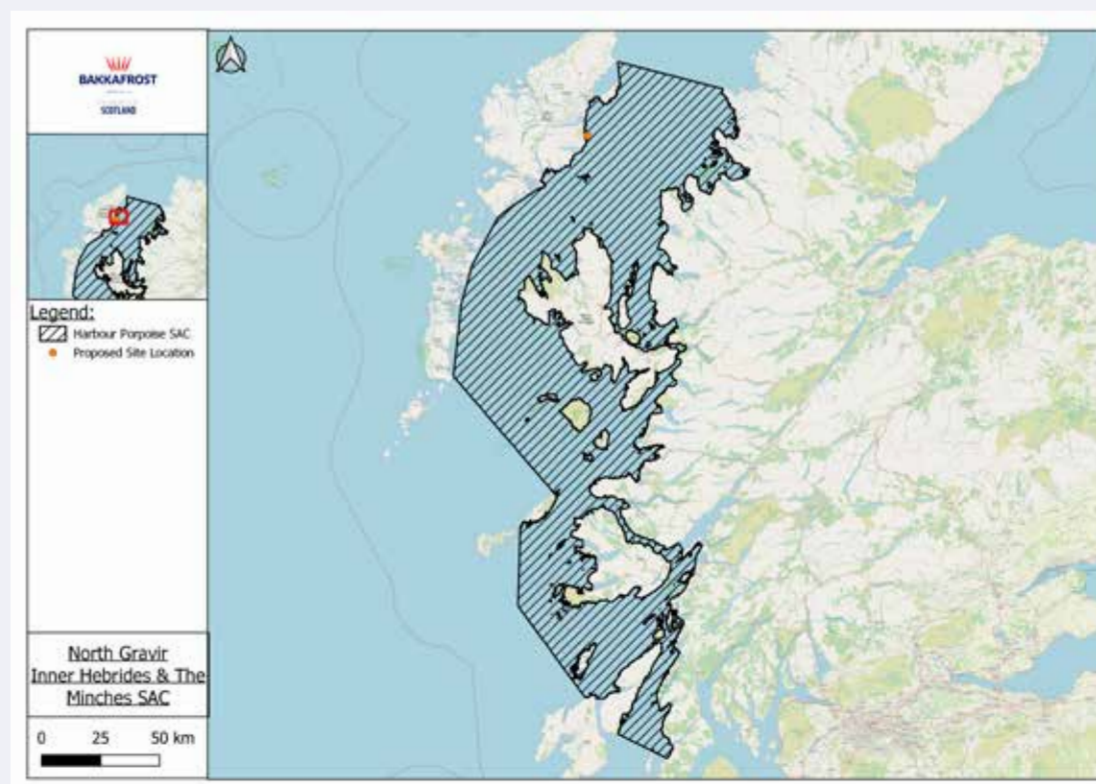 BAKKAFROST
SCOTLAND
Legend:
Harbour Porpoise SAC
Proposed Site Location
North Gravir
Inner Hebrides & The
Minches SAC
0 25 50 km